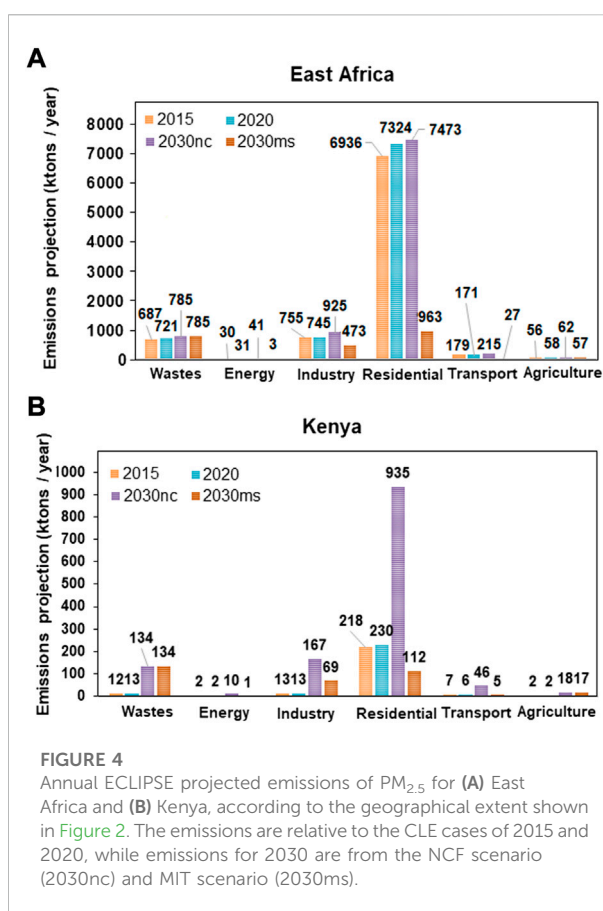 A
East Africa
2015 2020
2030nc 2030ms
Emissions projection (ktons / year)
8000
7000
6000
5000
4000
3000
2000
1000
0
687 721 785 785
30 31 41 3
755 745 925 473
6936 7324 7473 963
179 171 215 27
56 58 62 57
Wastes Energy Industry Residential Transport Agriculture
B
Kenya
2015 2020
2030nc 2030ms
Emissions projection (ktons / year)
1000
900
800
700
600
500
400
300
200
100
0
12 13 134 134
2 2 10 1
13 13 167 69
218 230 935 112
7 6 46 5
2 2 18 17
Wastes Energy Industry Residential Transport Agriculture
FIGURE 4
Annual ECLIPSE projected emissions of PM2.5 for (A) East
Africa and (B) Kenya, according to the geographical extent shown
in Figure 2. The emissions are relative to the CLE cases of 2015 and
2020, while emissions for 2030 are from the NCF scenario
(2030nc) and MIT scenario (2030ms).